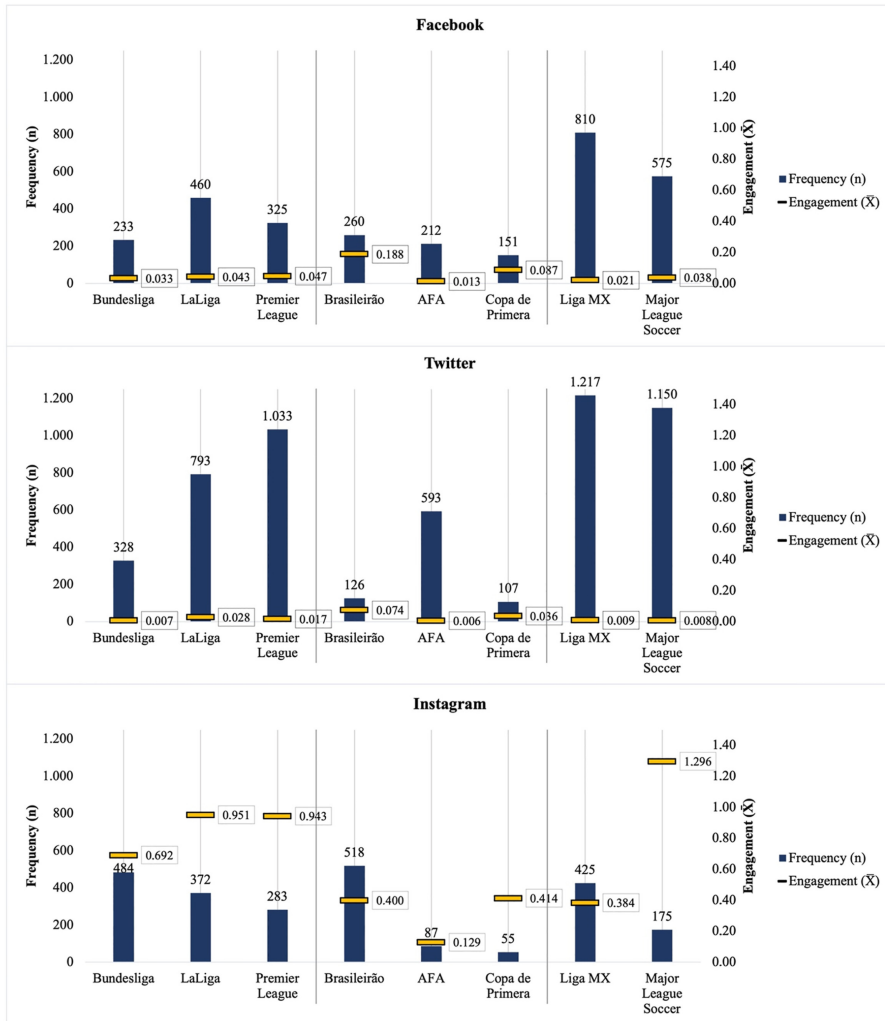 Facebook
1.200
1.000
800
600
400
200
0
Feequency (n)
233
460
325
260
212
151
810
575
0.033
0.043
0.047
0.188
0.013
0.087
0.021
0.038
1.40
1.20
1.00
0.80
0.60
0.40
0.20
0.00
Engagement (X̄)
Frequency (n)
Engagement (X̄)
Bundesliga
LaLiga
Premier
League
Brasileirão
AFA
Copa de
Primera
Liga MX
Major
League
Soccer
Twitter
1.200
1.000
800
600
400
200
0
Frequency (n)
328
793
1.033
126
593
107
1.217
1.150
0.007
0.028
0.017
0.074
0.006
0.036
0.009
0.008
1.40
1.20
1.00
0.80
0.60
0.40
0.20
0.00
Engagement (X̄)
Frequency (n)
Engagement (X̄)
Bundesliga
LaLiga
Premier
League
Brasileirão
AFA
Copa de
Primera
Liga MX
Major
League
Soccer
Instagram
1.200
1.000
800
600
400
200
0
Frequency (n)
484
372
283
518
87
55
425
175
0.692
0.951
0.943
0.400
0.129
0.414
0.384
1.296
1.40
1.20
1.00
0.80
0.60
0.40
0.20
0.00
Engagement (X̄)
Frequency (n)
Engagement (X̄)
Bundesliga
LaLiga
Premier
League
Brasileirão
AFA
Copa de
Primera
Liga MX
Major
League
Soccer